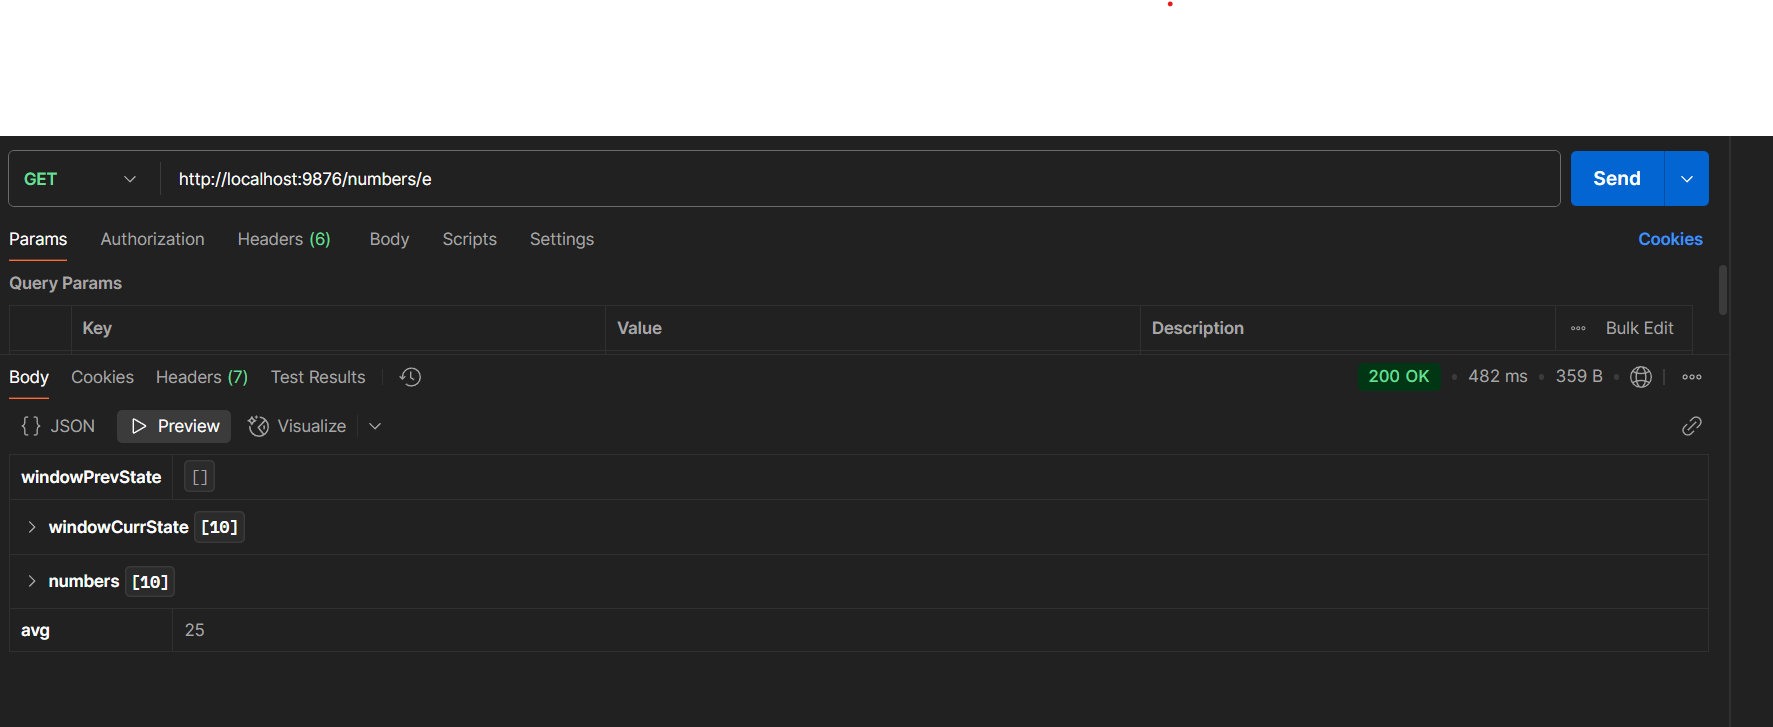 GET http://localhost:9876/numbers/e Send
Params Authorization Headers (6) Body Scripts Settings Cookies
Query Params
Key Value Description Bulk Edit
Body Cookies Headers (7) Test Results 200 OK 482 ms 359 B
{} JSON Preview Visualize
windowPrevState []
windowCurrState [10]
numbers [10]
avg 25